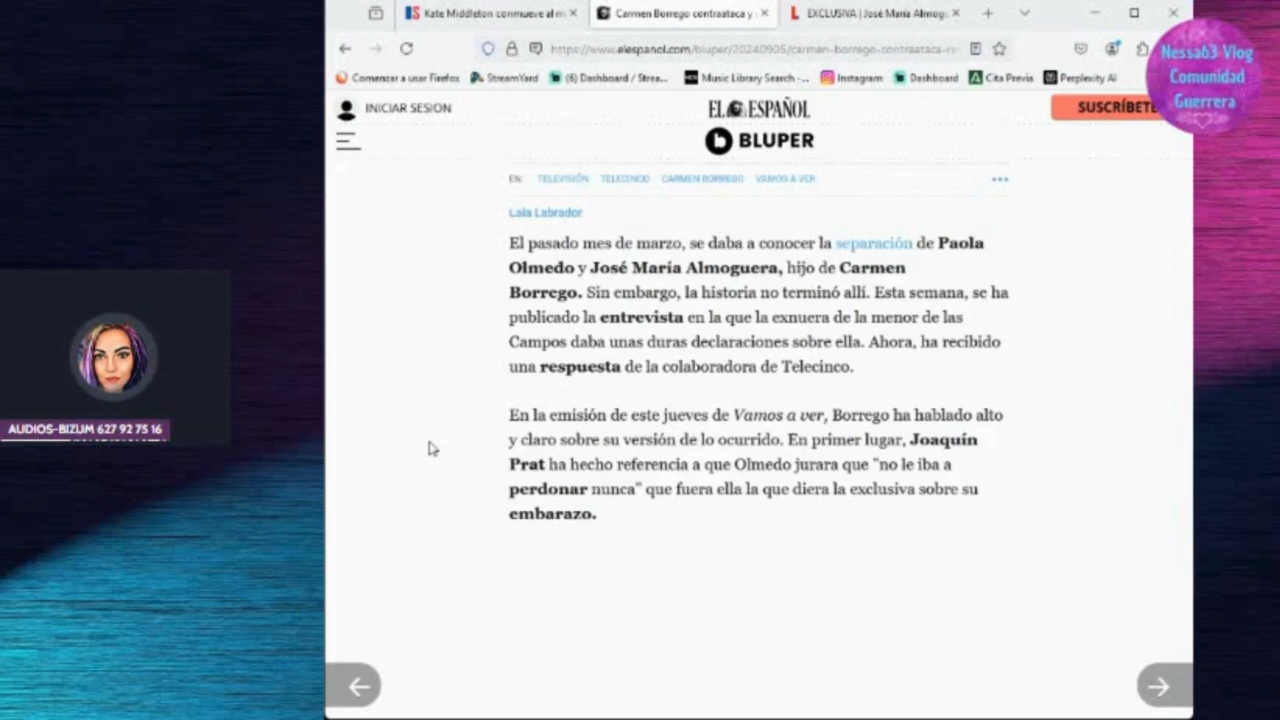 Kate Middleton conmueve al m
Carmen Borrego contraataca y
EXCLUSIVA | José María Almog
https://www.elespanol.com/bluper/20240905/carmen-borrego-contraataca-re
Comenzar a usar Firefox
StreamYard
(6) Dashboard / Strea...
Music Library Search -...
Instagram
Dashboard
Cita Previa
Perplexity AI
Nessa63 Vlog
Comunidad
Guerrera
INICIAR SESIÓN
EL ESPAÑOL
SUSCRÍBETE
BLUPER
EN: TELEVISIÓN TELECINCO CARMEN BORREGO VAMOS A VER
Laia Labrador
El pasado mes de marzo, se daba a conocer la separación de Paola
Olmedo y José María Almoguera, hijo de Carmen
Borrego. Sin embargo, la historia no terminó allí. Esta semana, se ha
publicado la entrevista en la que la exnuera de la menor de las
Campos daba unas duras declaraciones sobre ella. Ahora, ha recibido
una respuesta de la colaboradora de Telecinco.
En la emisión de este jueves de Vamos a ver, Borrego ha hablado alto
y claro sobre su versión de lo ocurrido. En primer lugar, Joaquín
Prat ha hecho referencia a que Olmedo jurara que "no le iba a
perdonar nunca" que fuera ella la que diera la exclusiva sobre su
embarazo.
AUDIOS-BIZUM 627 92 75 16